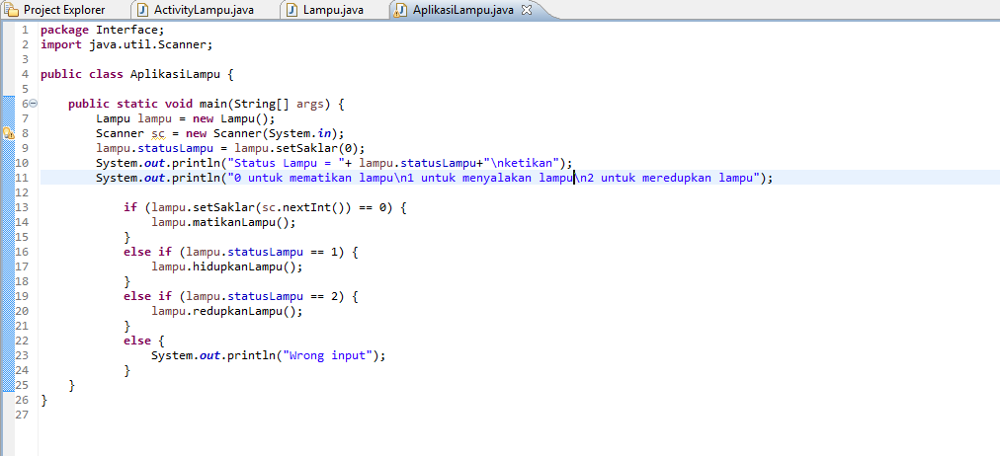 Project Explorer ActivityLampu.java Lampu.java AplikasiLampu.java
1 package Interface;
2 import java.util.Scanner;
3
4 public class AplikasiLampu {
5
6 public static void main(String[] args) {
7 Lampu lampu = new Lampu();
8 Scanner sc = new Scanner(System.in);
9 lampu.statusLampu = lampu.setSaklar(0);
10 System.out.println("Status Lampu = "+ lampu.statusLampu+"\nketikan");
11 System.out.println("0 untuk mematikan lampu\n1 untuk menyalakan lampu\n2 untuk meredupkan lampu");
12
13 if (lampu.setSaklar(sc.nextInt()) == 0) {
14 lampu.matikanLampu();
15 }
16 else if (lampu.statusLampu == 1) {
17 lampu.hidupkanLampu();
18 }
19 else if (lampu.statusLampu == 2) {
20 lampu.redupkanLampu();
21 }
22 else {
23 System.out.println("Wrong input");
24 }
25 }
26 }
27